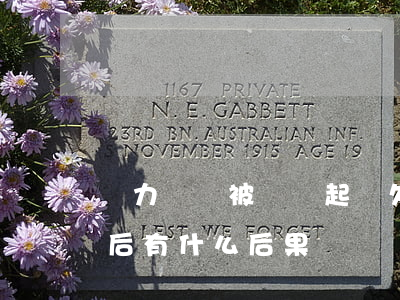 1167 PRIVATE
N. E. GABBETT
23RD BN. AUSTRALIAN INF.
5 NOVEMBER 1915 AGE 19
力 被 起
LEST WE FORGET
后有什么后果